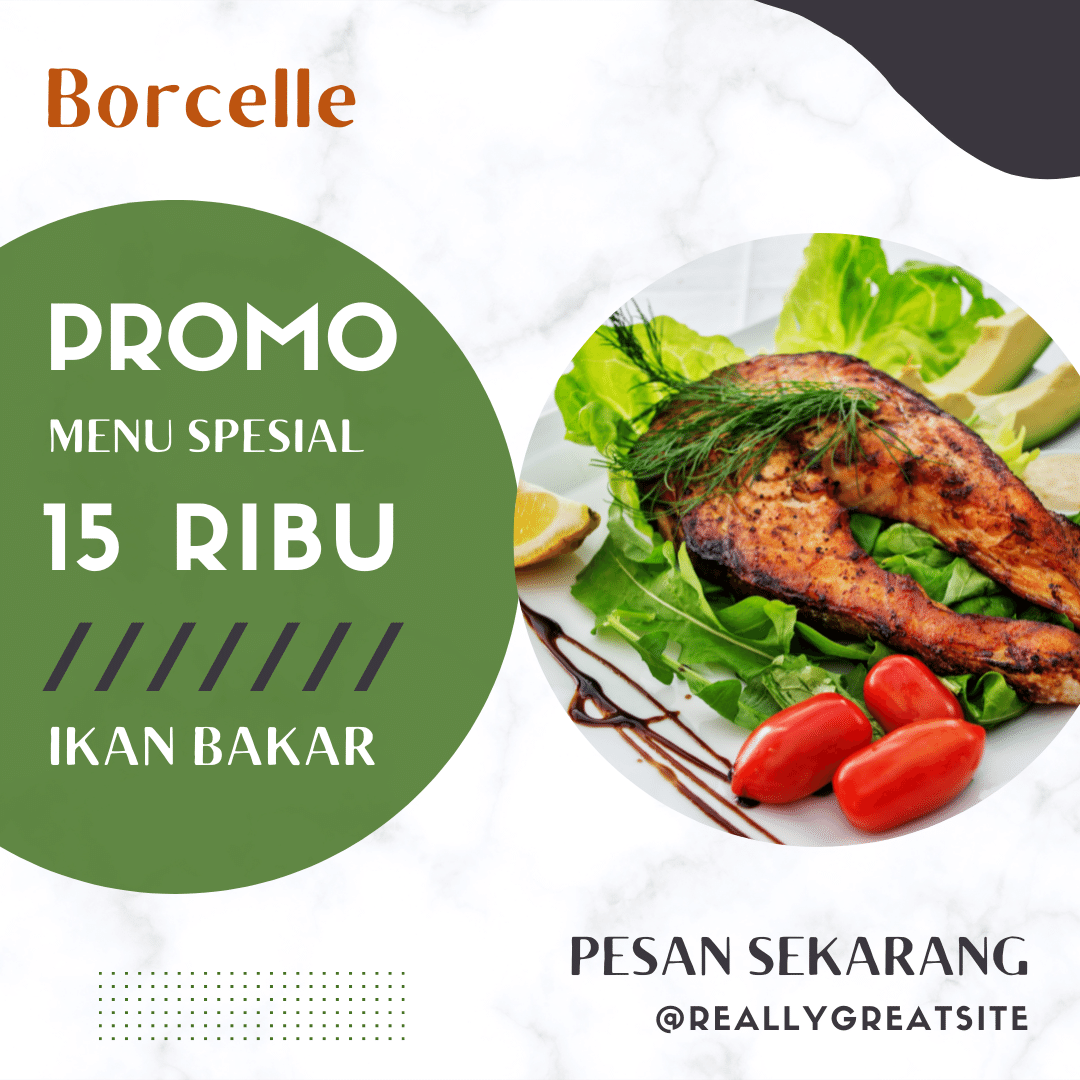 Borcelle
PROMO
MENU SPESIAL
15 RIBU
IKAN BAKAR
PESAN SEKARANG
@REALLYGREATSITE